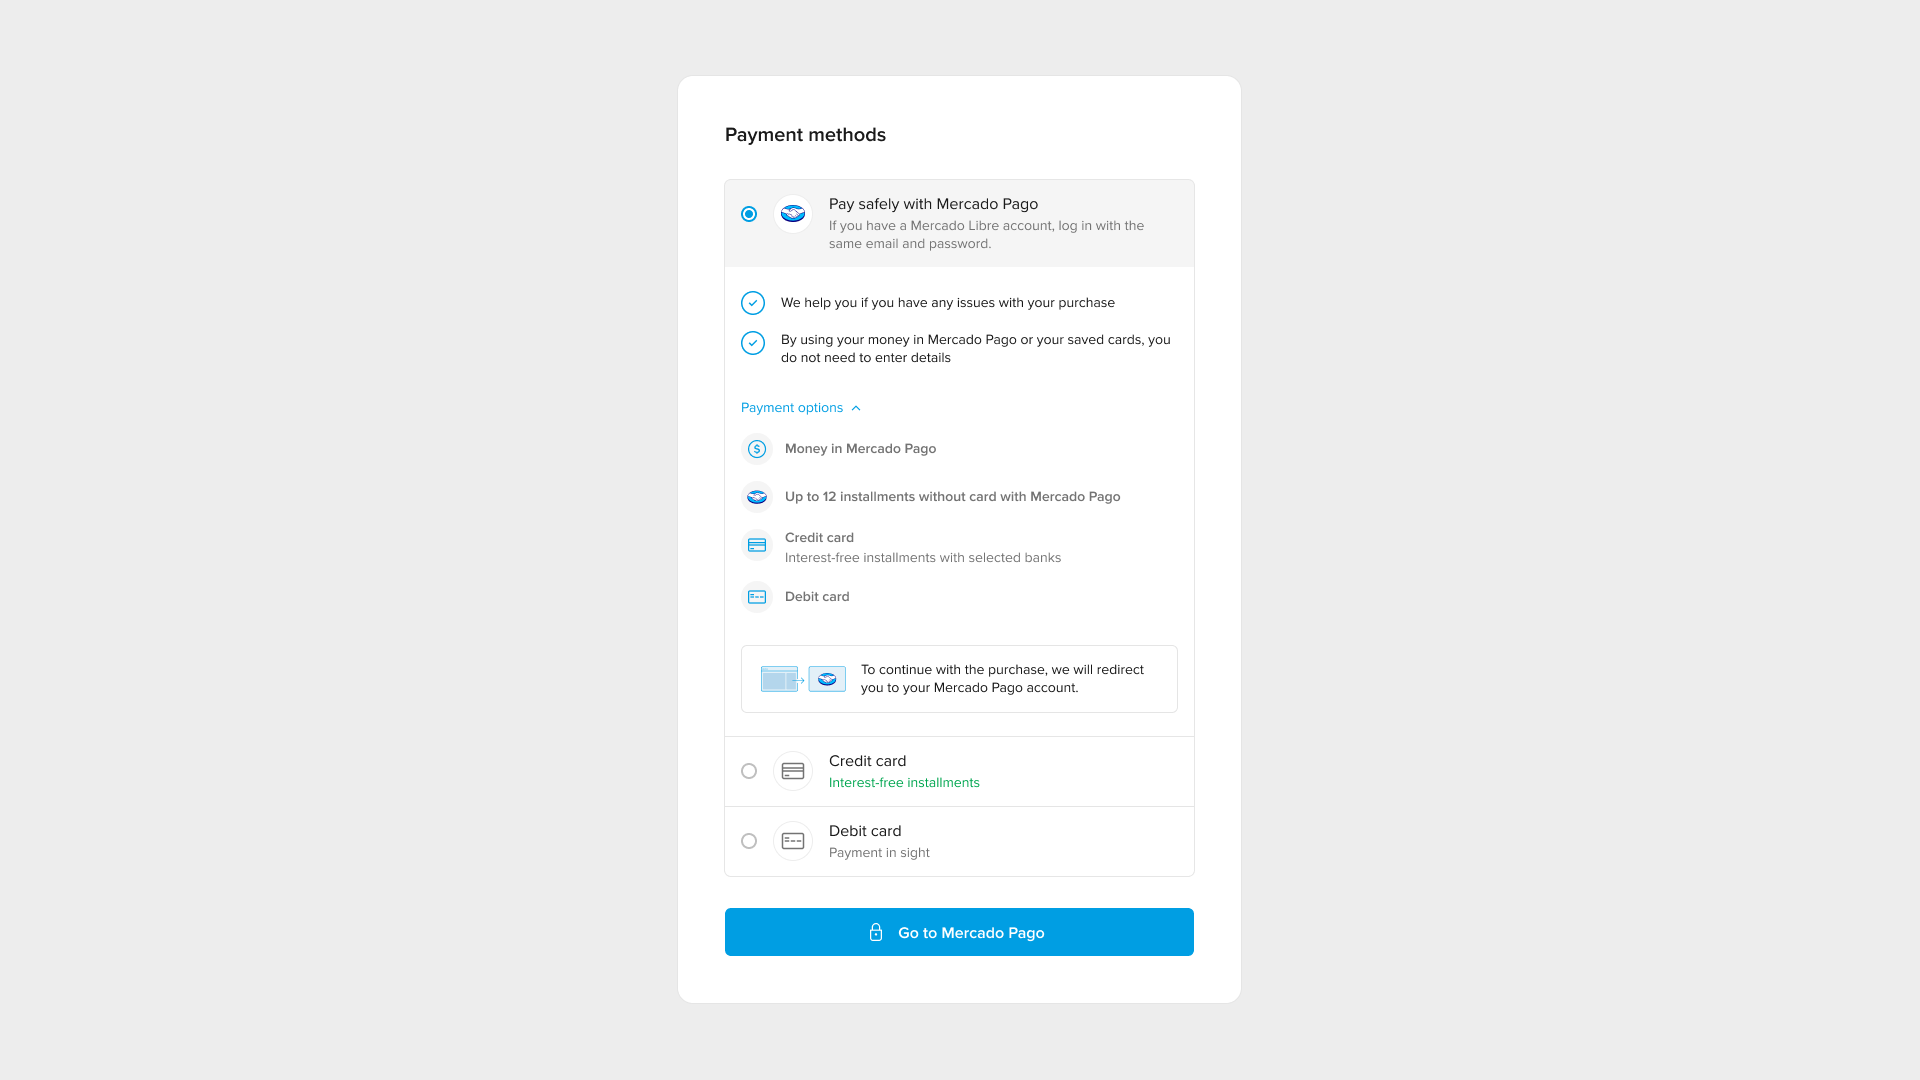 Payment methods
Pay safely with Mercado Pago
If you have a Mercado Libre account, log in with the
same email and password.
We help you if you have any issues with your purchase
By using your money in Mercado Pago or your saved cards, you
do not need to enter details
Payment options
$
Money in Mercado Pago
Up to 12 installments without card with Mercado Pago
Credit card
Interest-free installments with selected banks
Debit card
To continue with the purchase, we will redirect
you to your Mercado Pago account.
Credit card
Interest-free installments
Debit card
Payment in sight
Go to Mercado Pago